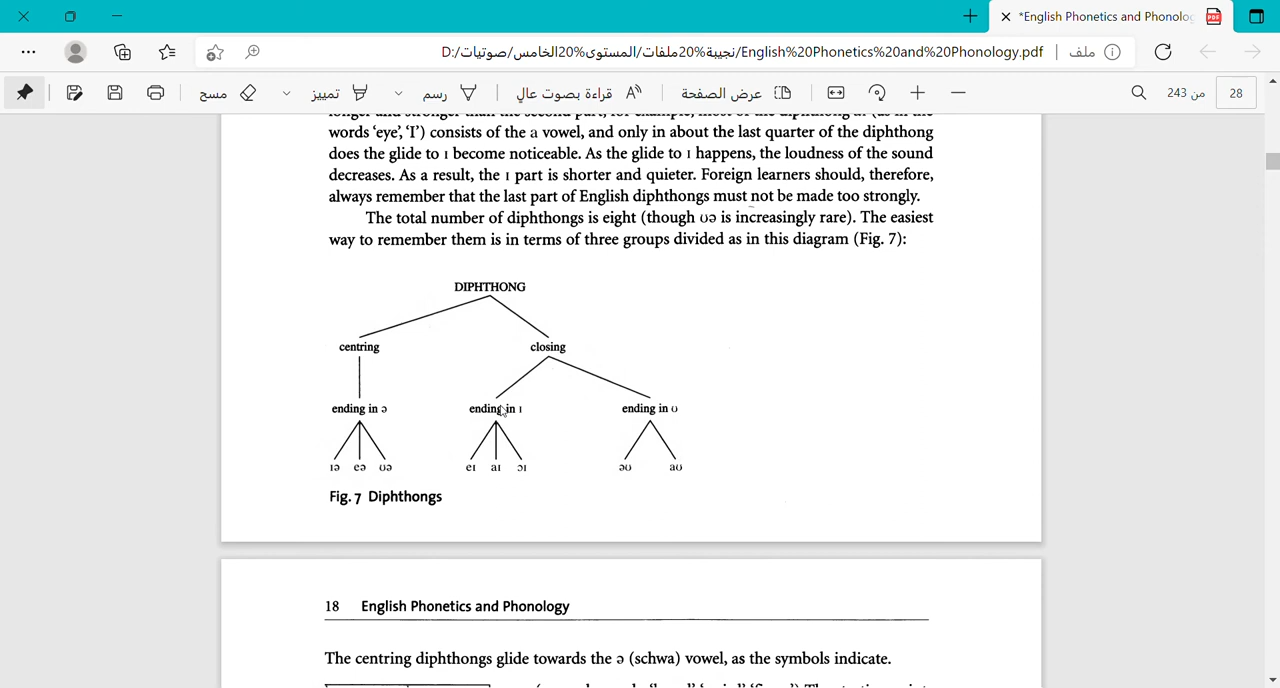 *English Phonetics and Phonolo
D:/نجيبة%20ملفات/المستوى%20الخامس/صوتيات/English%20Phonetics%20and%20Phonology.pdf
ملف
28
من 243
عرض الصفحة
قراءة بصوت عالٍ
رسم
تمييز
مسح
longer and stronger than the second part; for example, most of the diphthong aɪ (as in the
words ‘eye’, ‘I’) consists of the a vowel, and only in about the last quarter of the diphthong
does the glide to ɪ become noticeable. As the glide to ɪ happens, the loudness of the sound
decreases. As a result, the ɪ part is shorter and quieter. Foreign learners should, therefore,
always remember that the last part of English diphthongs must not be made too strongly.
The total number of diphthongs is eight (though ʊə is increasingly rare). The easiest
way to remember them is in terms of three groups divided as in this diagram (Fig. 7):
DIPHTHONG
centring closing
ending in ə ending in ɪ ending in ʊ
ɪə eə ʊə eɪ aɪ ɔɪ əʊ aʊ
Fig. 7 Diphthongs
18 English Phonetics and Phonology
The centring diphthongs glide towards the ə (schwa) vowel, as the symbols indicate.